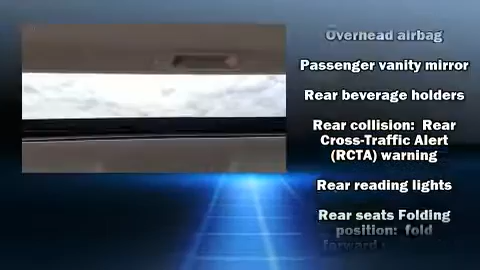 Overhead airbag
Passenger vanity mirror
Rear beverage holders
Rear collision: Rear
Cross-Traffic Alert
(RCTA) warning
Rear reading lights
Rear seats Folding
position: fold
forward